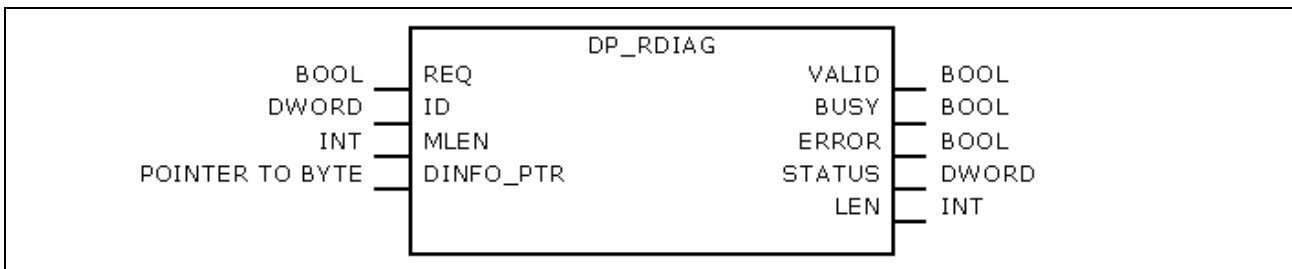 DP_RDIAG
BOOL REQ VALID BOOL
DWORD ID BUSY BOOL
INT MLEN ERROR BOOL
POINTER TO BYTE DINFO_PTR STATUS DWORD
LEN INT